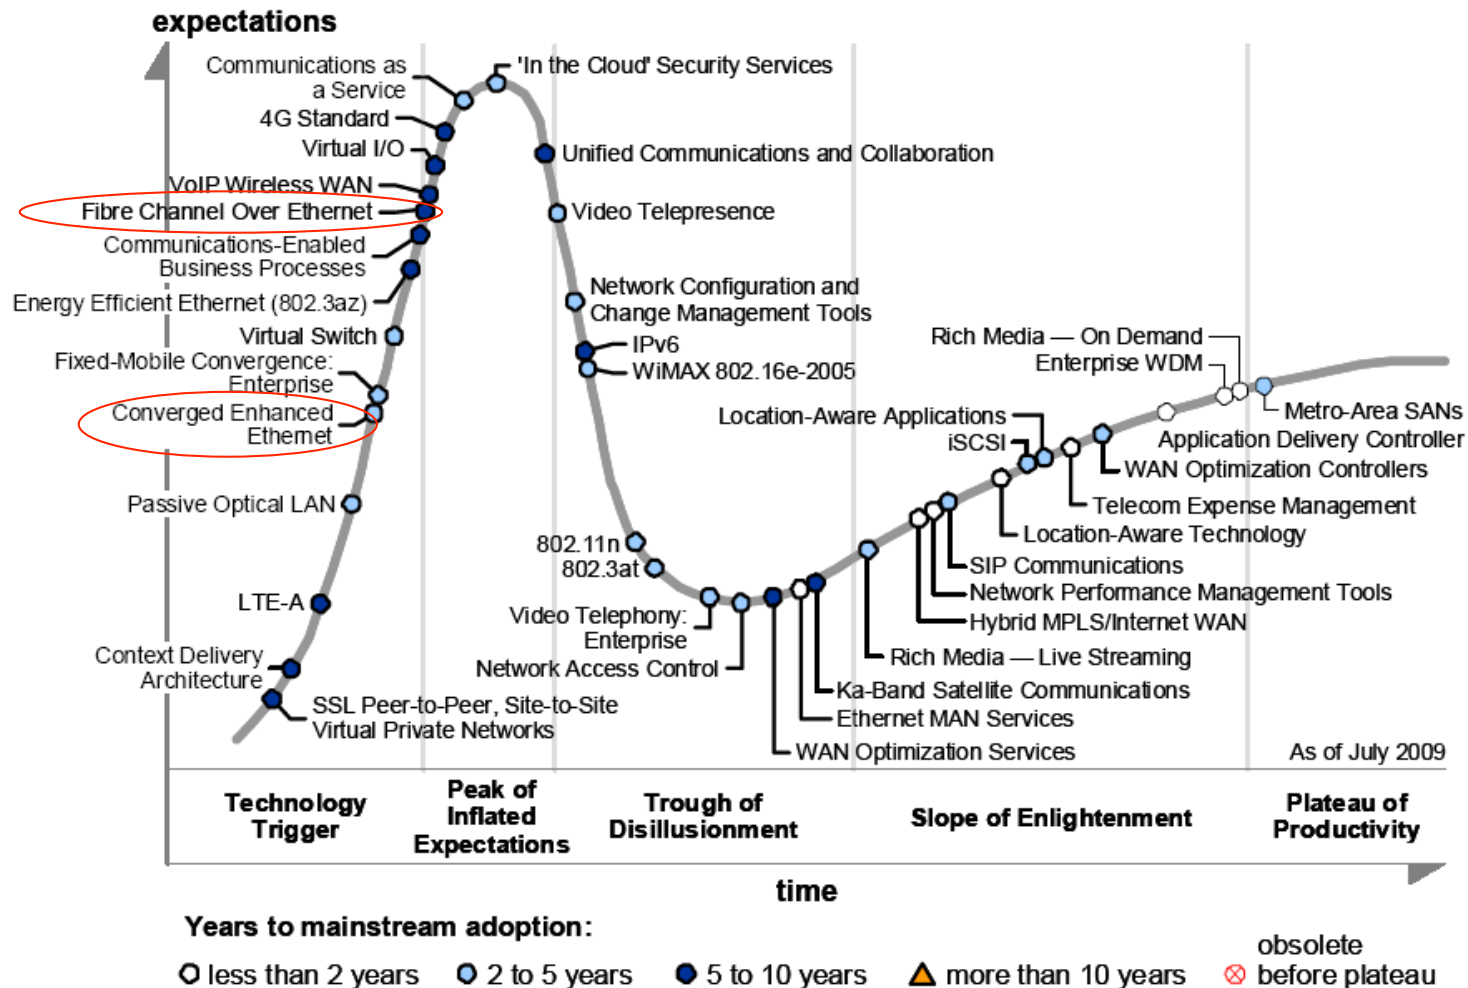 expectations
Communications as
a Service
'In the Cloud' Security Services
4G Standard
Virtual I/O
Unified Communications and Collaboration
VoIP Wireless WAN
Fibre Channel Over Ethernet
Video Telepresence
Communications-Enabled
Business Processes
Energy Efficient Ethernet (802.3az)
Network Configuration and
Change Management Tools
Virtual Switch
IPv6
WiMAX 802.16e-2005
Fixed-Mobile Convergence:
Enterprise
Converged Enhanced
Ethernet
Rich Media — On Demand
Enterprise WDM
Location-Aware Applications
iSCSI
Metro-Area SANs
Application Delivery Controller
WAN Optimization Controllers
Passive Optical LAN
Telecom Expense Management
Location-Aware Technology
802.11n
802.3at
SIP Communications
Network Performance Management Tools
Hybrid MPLS/Internet WAN
LTE-A
Video Telephony:
Enterprise
Network Access Control
Rich Media — Live Streaming
Ka-Band Satellite Communications
Ethernet MAN Services
WAN Optimization Services
Context Delivery
Architecture
SSL Peer-to-Peer, Site-to-Site
Virtual Private Networks
As of July 2009
Technology
Trigger
Peak of
Inflated
Expectations
Trough of
Disillusionment
Slope of Enlightenment
Plateau of
Productivity
time
Years to mainstream adoption:
less than 2 years
2 to 5 years
5 to 10 years
more than 10 years
obsolete
before plateau